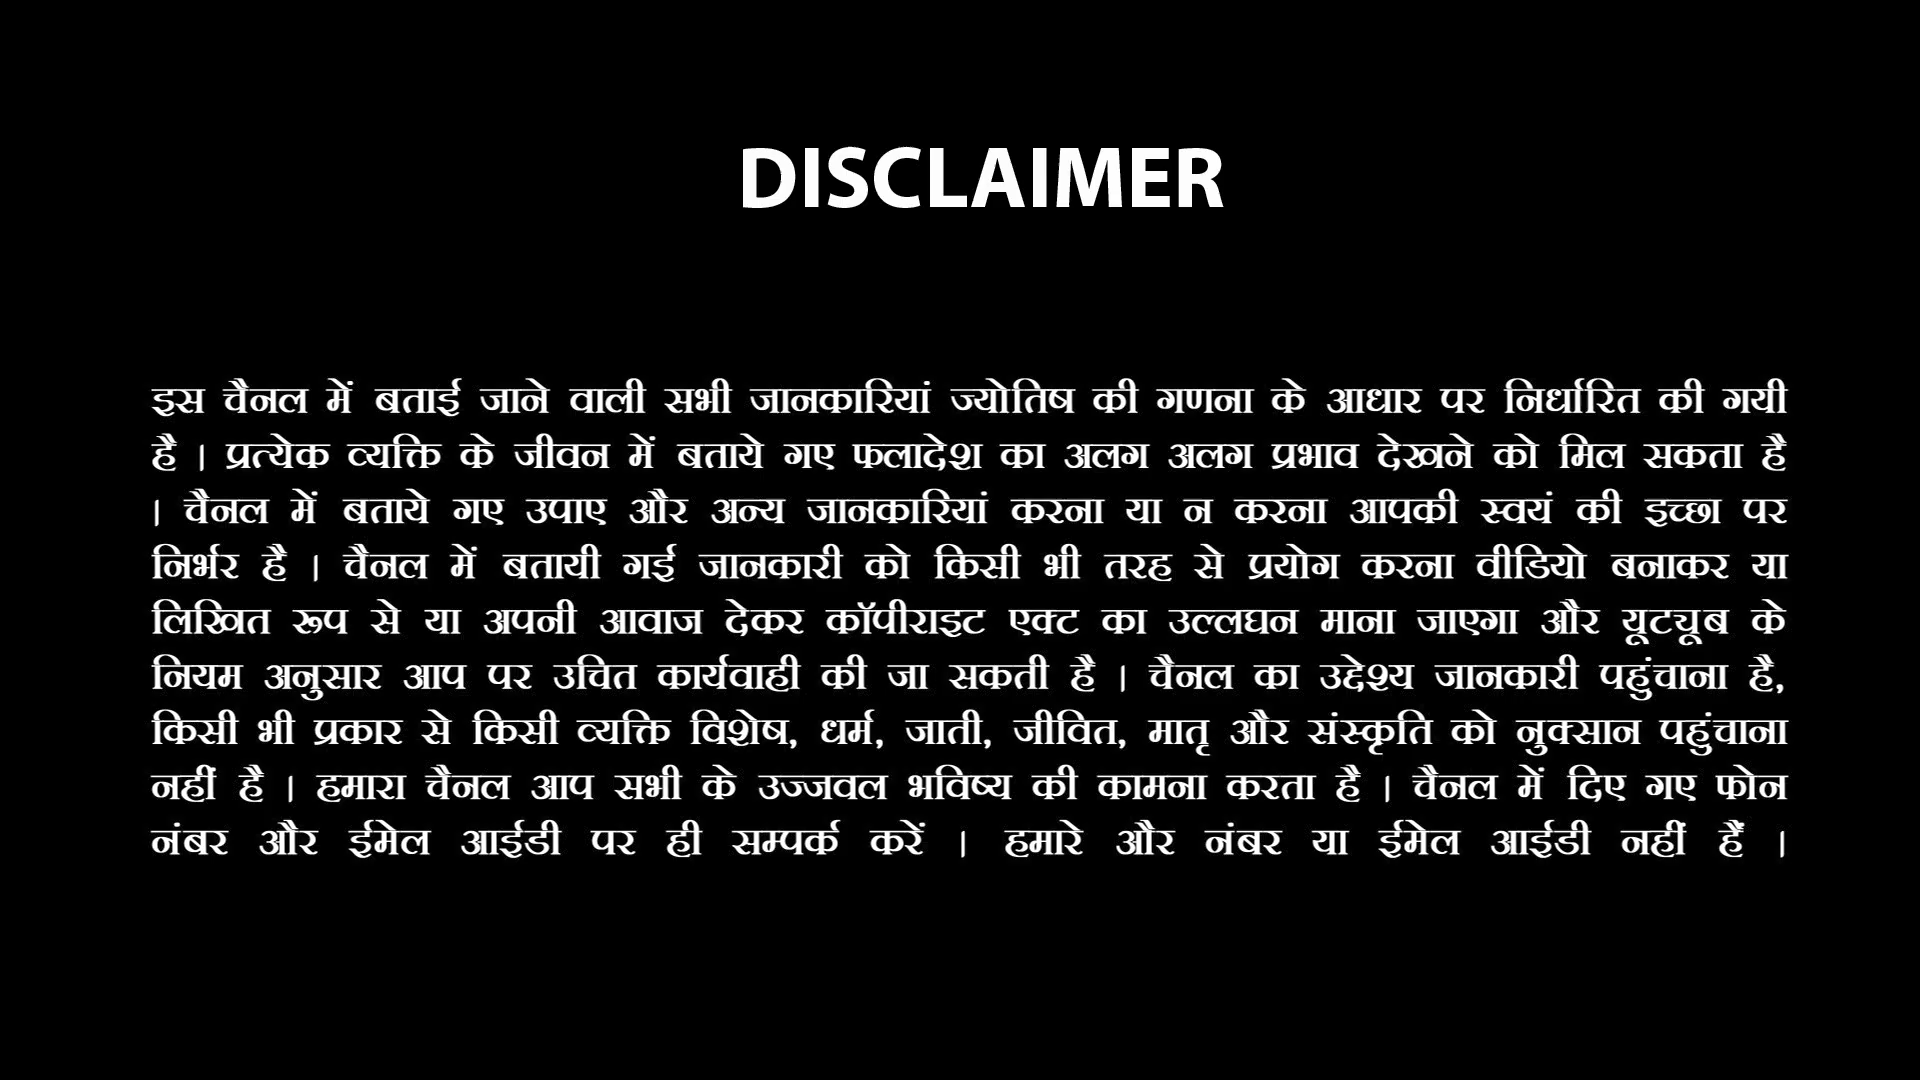 DISCLAIMER
इस चैनल में बताई जाने वाली सभी जानकारियां ज्योतिष की गणना के आधार पर निर्धारित की गयी
है । प्रत्येक व्यक्ति के जीवन में बताये गए फलादेश का अलग अलग प्रभाव देखने को मिल सकता है
। चैनल में बताये गए उपाए और अन्य जानकारियां करना या न करना आपकी स्वयं की इच्छा पर
निर्भर है । चैनल में बतायी गई जानकारी को किसी भी तरह से प्रयोग करना वीडियो बनाकर या
लिखित रूप से या अपनी आवाज देकर कॉपीराइट एक्ट का उल्लघन माना जाएगा और यूटयूब के
नियम अनुसार आप पर उचित कार्यवाही की जा सकती है । चैनल का उद्देश्य जानकारी पहुंचाना है,
किसी भी प्रकार से किसी व्यक्ति विशेष, धर्म, जाती, जीवित, मातृ और संस्कृति को नुक्सान पहुंचाना
नहीं है । हमारा चैनल आप सभी के उज्जवल भविष्य की कामना करता है । चैनल में दिए गए फोन
नंबर और ईमेल आईडी पर ही सम्पर्क करें । हमारे और नंबर या ईमेल आईडी नहीं हैं ।